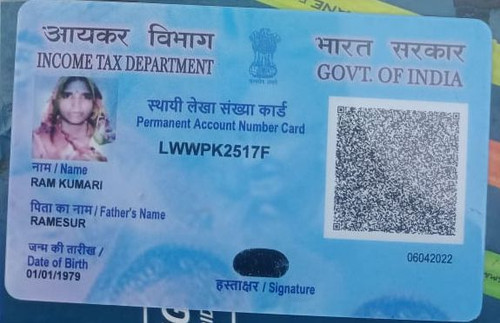 आयकर विभाग
INCOME TAX DEPARTMENT
भारत सरकार
GOVT. OF INDIA
स्थायी लेखा संख्या कार्ड
Permanent Account Number Card
LWWPK2517F
नाम / Name
RAM KUMARI
पिता का नाम / Father's Name
RAMESUR
जन्म की तारीख /
Date of Birth
01/01/1979
हस्ताक्षर / Signature
06042022